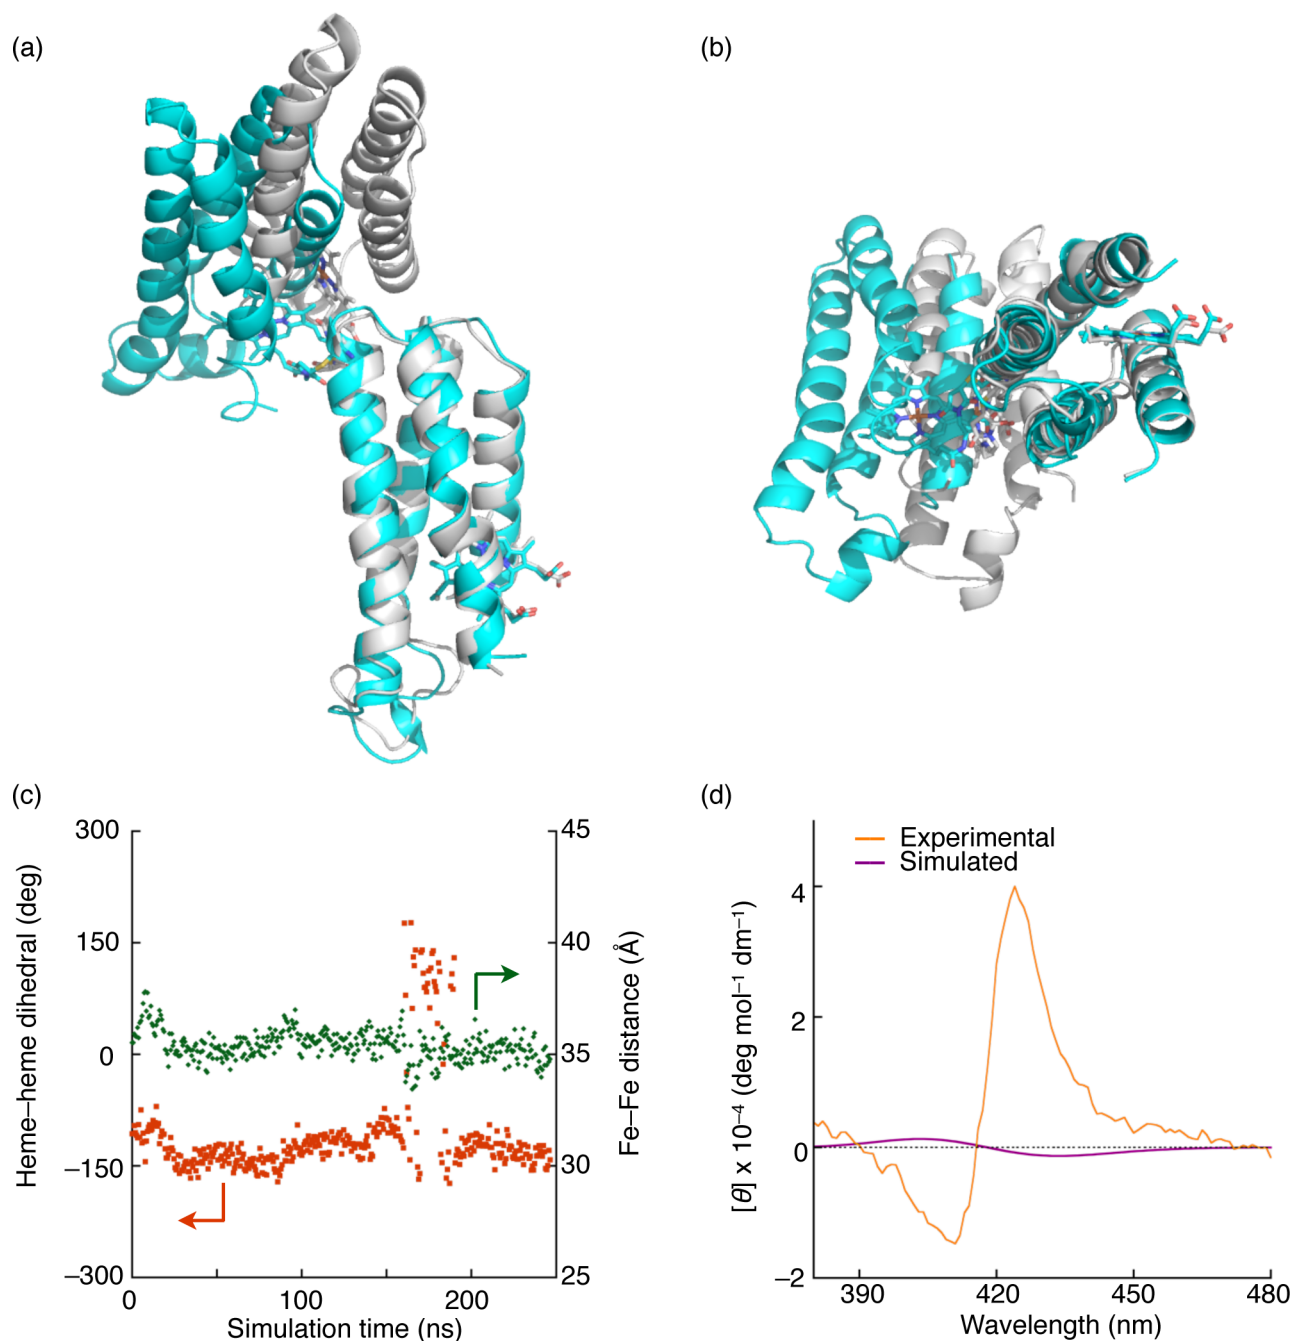 (a)
(b)
(c)
(d)
300
150
0
−150
−300
Heme–heme dihedral (deg)
45
40
35
30
25
Fe–Fe distance (Å)
0
100
200
Simulation time (ns)
Experimental
Simulated
4
2
0
−2
[θ] x 10⁻⁴ (deg mol⁻¹ dm⁻¹)
390
420
450
480
Wavelength (nm)